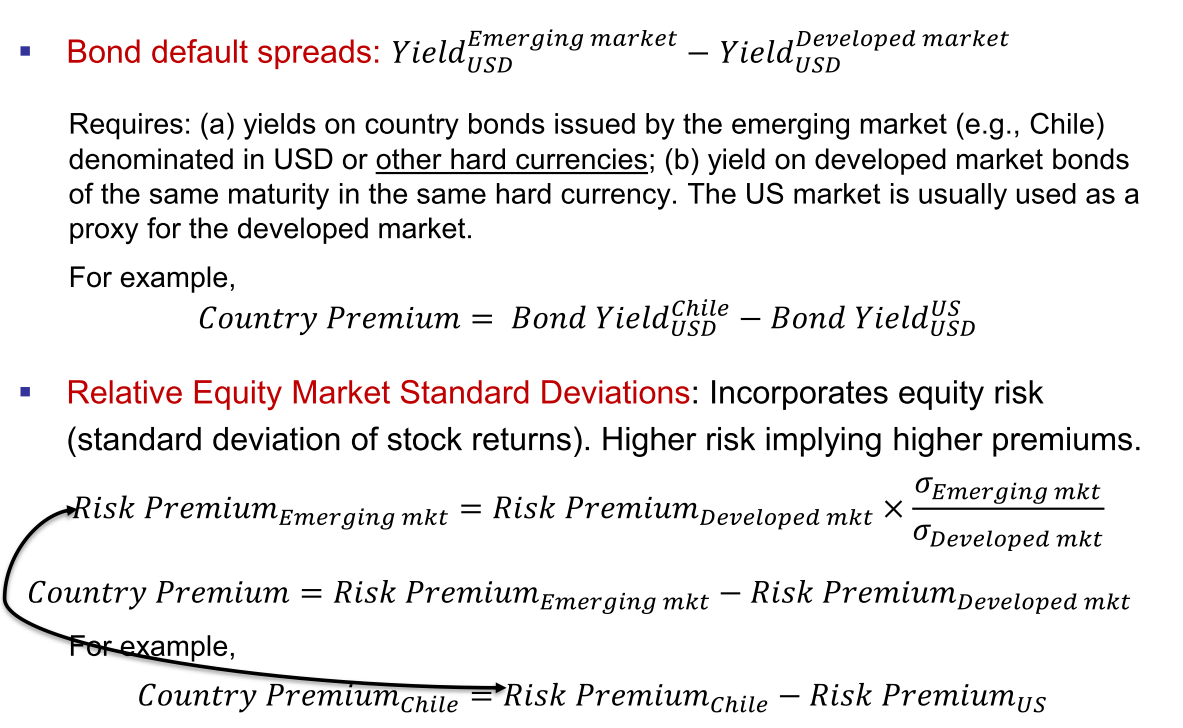 ▪ Bond default spreads: $Yield_{USD}^{Emerging\ market} - Yield_{USD}^{Developed\ market}$
Requires: (a) yields on country bonds issued by the emerging market (e.g., Chile)
denominated in USD or other hard currencies; (b) yield on developed market bonds
of the same maturity in the same hard currency. The US market is usually used as a
proxy for the developed market.
For example,
$Country\ Premium = Bond\ Yield_{USD}^{Chile} - Bond\ Yield_{USD}^{US}$
▪ Relative Equity Market Standard Deviations: Incorporates equity risk
(standard deviation of stock returns). Higher risk implying higher premiums.
$Risk\ Premium_{Emerging\ mkt} = Risk\ Premium_{Developed\ mkt} \times \frac{\sigma_{Emerging\ mkt}}{\sigma_{Developed\ mkt}}$
$Country\ Premium = Risk\ Premium_{Emerging\ mkt} - Risk\ Premium_{Developed\ mkt}$
For example,
$Country\ Premium_{Chile} = Risk\ Premium_{Chile} - Risk\ Premium_{US}$